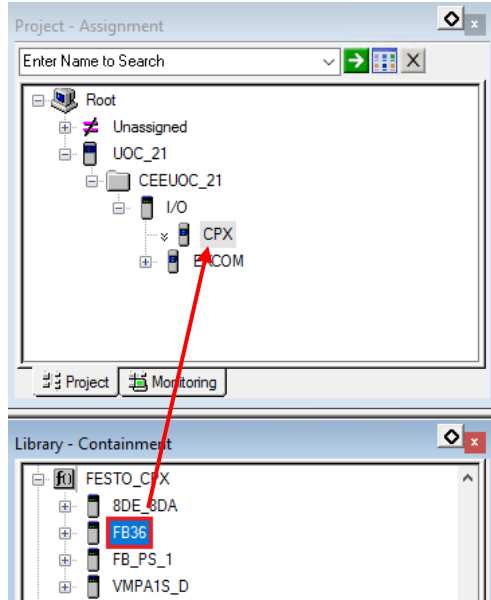 Project - Assignment
Enter Name to Search
Root
Unassigned
UOC_21
CEEUOC_21
I/O
CPX
EXCOM
Project
Monitoring
Library - Containment
FESTO_CPX
8DE_8DA
FB36
FB_PS_1
VMPA1S_D